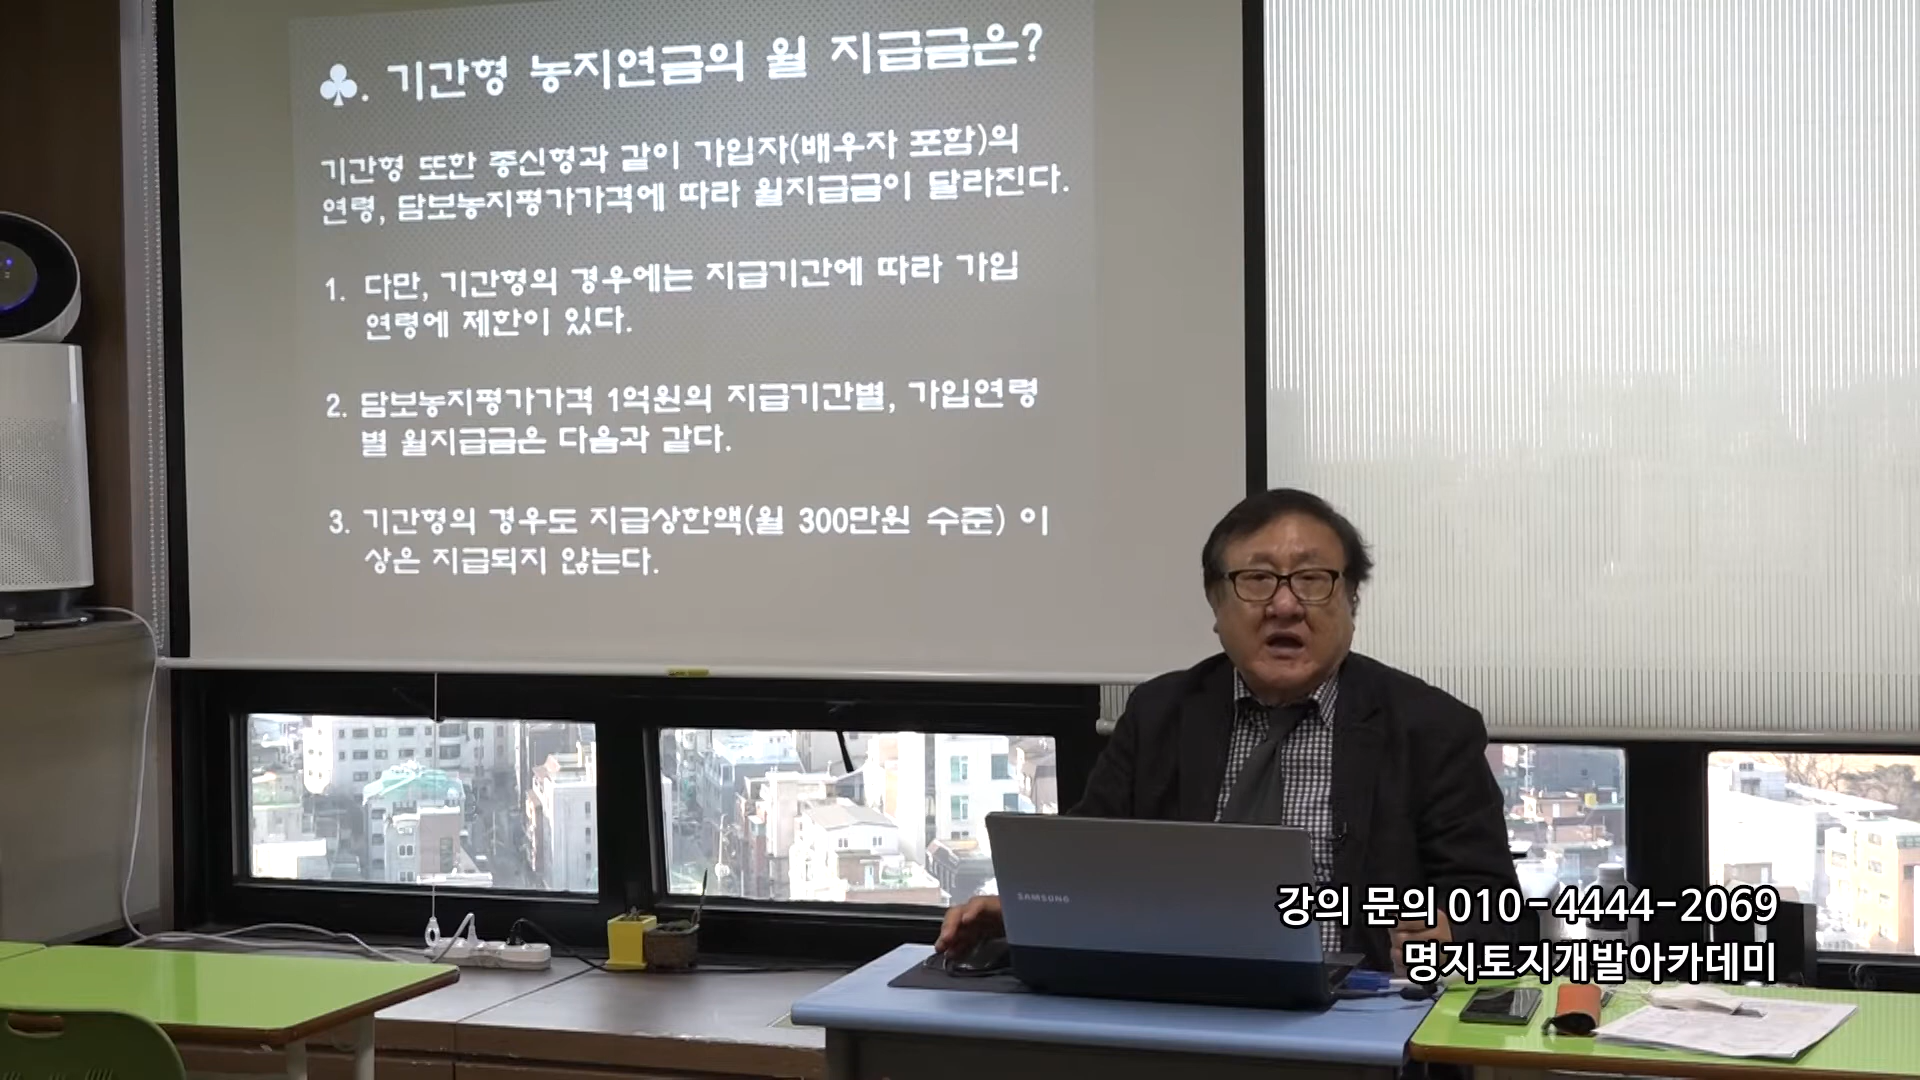 ♣. 기간형 농지연금의 월 지급금은?
기간형 또한 종신형과 같이 가입자(배우자 포함)의
연령, 담보농지평가가격에 따라 월지급금이 달라진다.
1. 다만, 기간형의 경우에는 지급기간에 따라 가입
연령에 제한이 있다.
2. 담보농지평가가격 1억원의 지급기간별, 가입연령
별 월지급금은 다음과 같다.
3. 기간형의 경우도 지급상한액(월 300만원 수준) 이
상은 지급되지 않는다.
SAMSUNG
강의 문의 010-4444-2069
명지토지개발아카데미